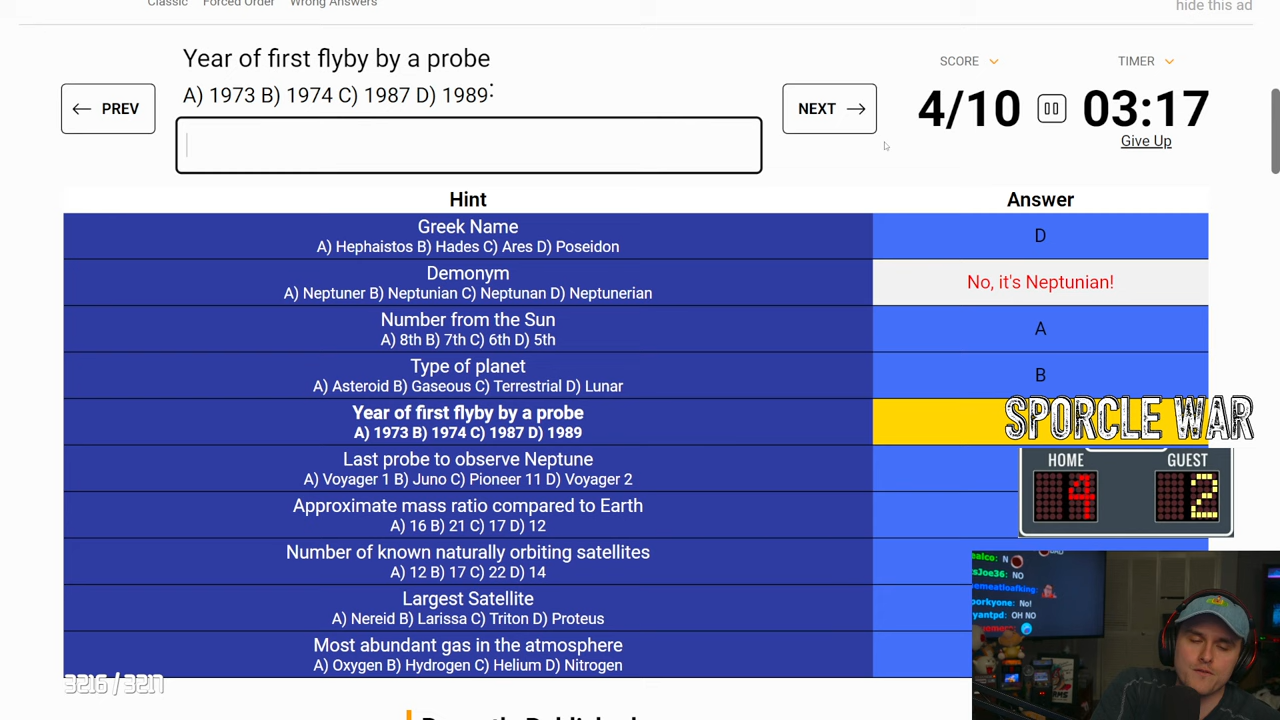 Classic Forced Order Wrong Answers
hide this ad
Year of first flyby by a probe
A) 1973 B) 1974 C) 1987 D) 1989:
← PREV
NEXT →
SCORE
4/10
TIMER
03:17
Give Up
Hint Answer
Greek Name
A) Hephaistos B) Hades C) Ares D) Poseidon
D
Demonym
A) Neptuner B) Neptunian C) Neptunan D) Neptunerian
No, it's Neptunian!
Number from the Sun
A) 8th B) 7th C) 6th D) 5th
A
Type of planet
A) Asteroid B) Gaseous C) Terrestrial D) Lunar
B
Year of first flyby by a probe
A) 1973 B) 1974 C) 1987 D) 1989
Last probe to observe Neptune
A) Voyager 1 B) Juno C) Pioneer 11 D) Voyager 2
Approximate mass ratio compared to Earth
A) 16 B) 21 C) 17 D) 12
Number of known naturally orbiting satellites
A) 12 B) 17 C) 22 D) 14
Largest Satellite
A) Nereid B) Larissa C) Triton D) Proteus
Most abundant gas in the atmosphere
A) Oxygen B) Hydrogen C) Helium D) Nitrogen
SPORCLE WAR
HOME GUEST
4 2
N
NO
No!
OH NO
3216/3217